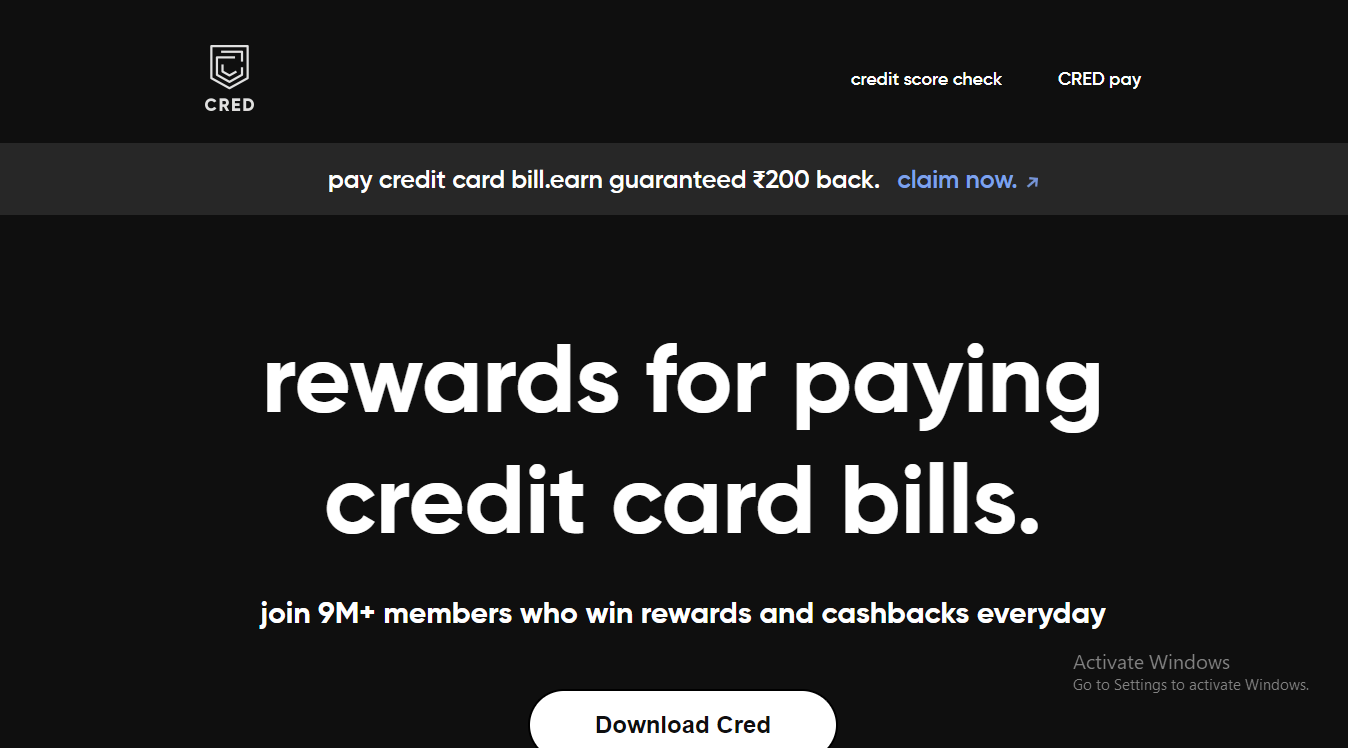 CRED
credit score check
CRED pay
pay credit card bill.earn guaranteed ₹200 back. claim now. ↗
rewards for paying
credit card bills.
join 9M+ members who win rewards and cashbacks everyday
Activate Windows
Go to Settings to activate Windows.
Download Cred